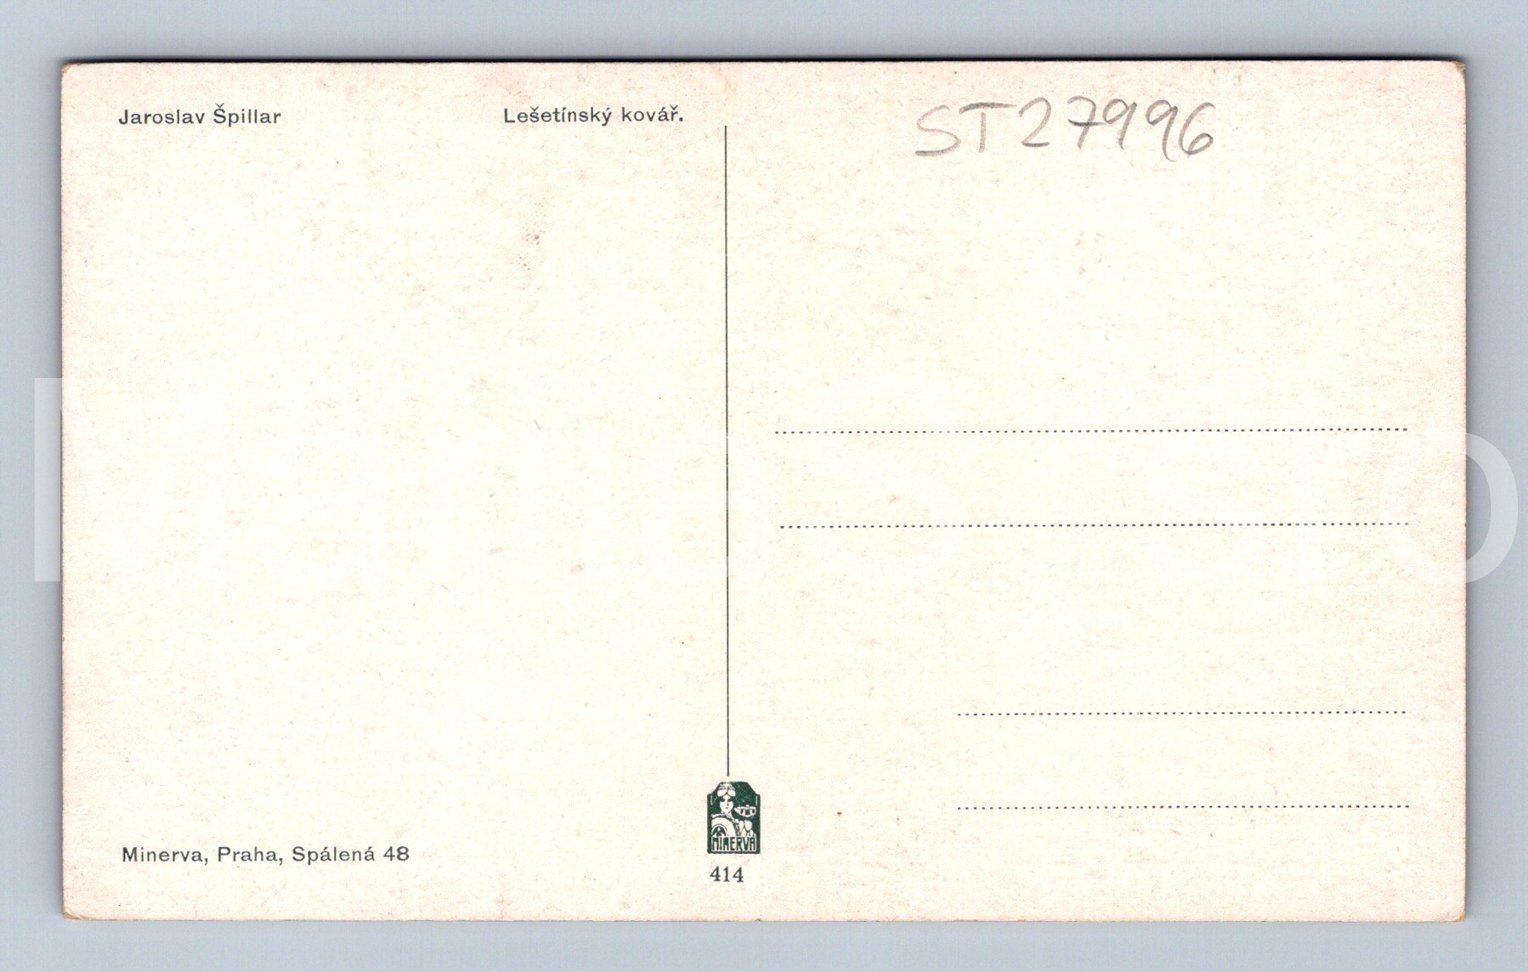 Jaroslav Špillar
Lešetínský kovář.
ST27996
Minerva, Praha, Spálená 48
MINERVA
414